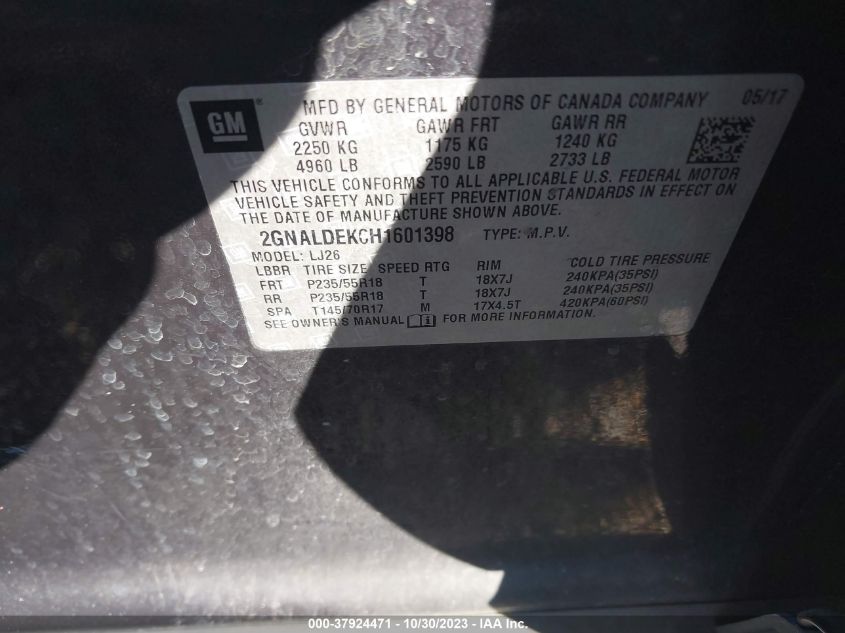 GM ® MFD BY GENERAL MOTORS OF CANADA COMPANY 05/17
GVWR GAWR FRT GAWR RR
2250 KG 1175 KG 1240 KG
4960 LB 2590 LB 2733 LB
THIS VEHICLE CONFORMS TO ALL APPLICABLE U.S. FEDERAL MOTOR
VEHICLE SAFETY AND THEFT PREVENTION STANDARDS IN EFFECT ON
THE DATE OF MANUFACTURE SHOWN ABOVE.
2GNALDEKCH1601398 TYPE: M.P.V.
MODEL: LJ26
LBBR TIRE SIZE SPEED RTG RIM COLD TIRE PRESSURE
FRT P235/55R18 T 18X7J 240KPA(35PSI)
RR P235/55R18 T 18X7J 240KPA(35PSI)
SPA T145/70R17 M 17X4.5T 420KPA(60PSI)
SEE OWNER'S MANUAL FOR MORE INFORMATION.
000-37924471 - 10/30/2023 - IAA Inc.